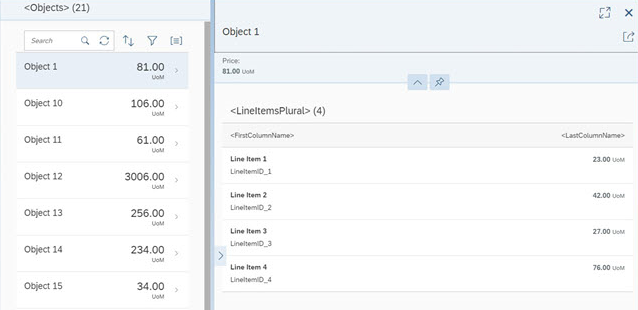 <Objects> (21)
Search
Object 1
81.00
UoM
Object 10
106.00
UoM
Object 11
61.00
UoM
Object 12
3006.00
UoM
Object 13
256.00
UoM
Object 14
234.00
UoM
Object 15
34.00
UoM
Object 1
Price:
81.00 UoM
<LineItemsPlural> (4)
<FirstColumnName> <LastColumnName>
Line Item 1 23.00 UoM
LineItemID_1
Line Item 2 42.00 UoM
LineItemID_2
Line Item 3 27.00 UoM
LineItemID_3
Line Item 4 76.00 UoM
LineItemID_4